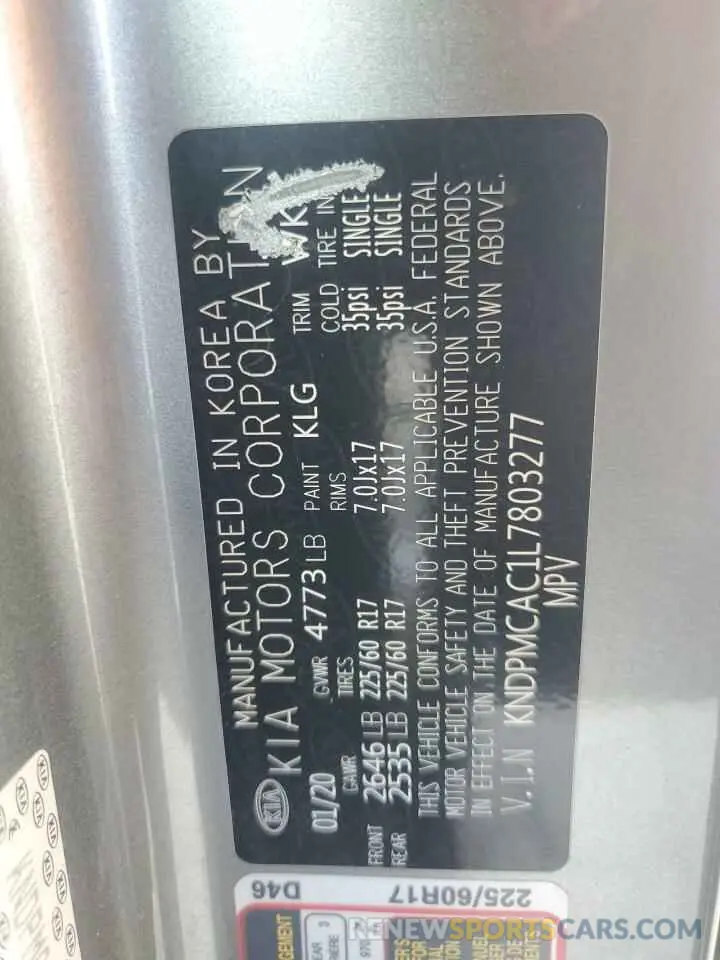 MANUFACTURED IN KOREA BY
KIA KIA MOTORS CORPORATION
01/20 GVWR 4773LB PAINT KLG TRIM WK
GAWR TIRES RIMS COLD TIRE IN
FRONT 2646LB 225/60 R17 7.0Jx17 35psi SINGLE
REAR 2535LB 225/60 R17 7.0Jx17 35psi SINGLE
THIS VEHICLE CONFORMS TO ALL APPLICABLE U.S.A. FEDERAL
MOTOR VEHICLE SAFETY AND THEFT PREVENTION STANDARDS
IN EFFECT ON THE DATE OF MANUFACTURE SHOWN ABOVE.
V.I.N KNDPMCAC1L7803277
MPV
D46
225/60R17
RENEWSPORTSCARS.COM